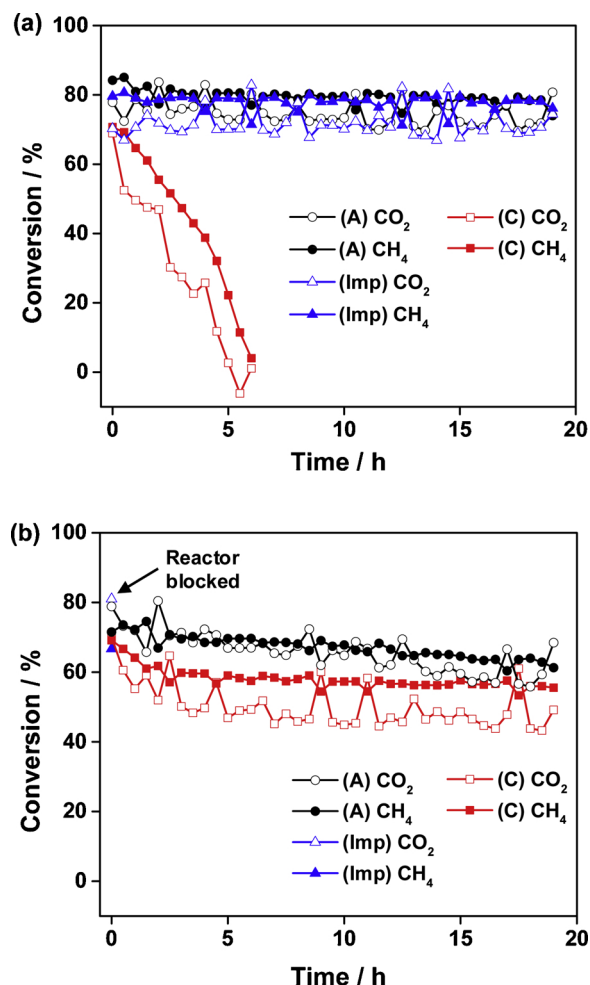 (a)
100
80
60
40
20
0
Conversion / %
(A) CO2
(C) CO2
(A) CH4
(C) CH4
(Imp) CO2
(Imp) CH4
0
5
10
15
20
Time / h
(b)
100
80
60
40
20
0
Conversion / %
Reactor
blocked
(A) CO2
(C) CO2
(A) CH4
(C) CH4
(Imp) CO2
(Imp) CH4
0
5
10
15
20
Time / h